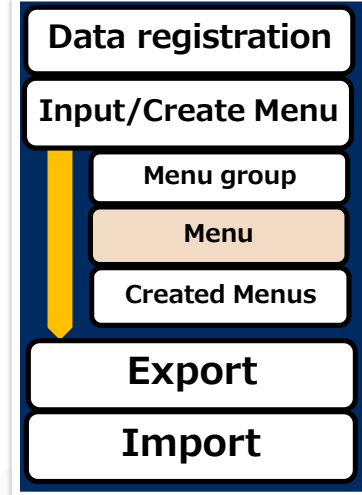 Data registration
Input/Create Menu
Menu group
Menu
Created Menus
Export
Import